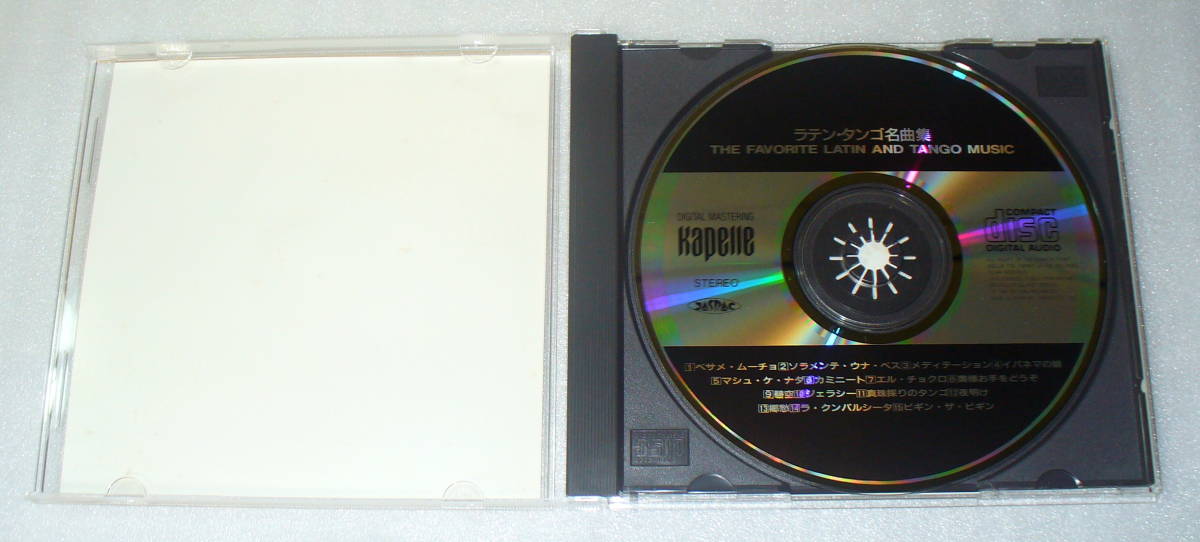 ラテン・タンゴ名曲集
THE FAVORITE LATIN AND TANGO MUSIC
DIGITAL MASTERING
Kapelle
STEREO
JASRAC
COMPACT
disc
DIGITAL AUDIO
1ベサメ・ムーチョ2ソラメンテ・ウナ・ベス3メディテーション4イパネマの娘
5マシュ・ケ・ナダ6カミニート7エル・チョクロ8奥様お手をどうぞ
9碧空10ジェラシー11真珠採りのタンゴ12夜明け
13郷愁14ラ・クンパルシータ15ビギン・ザ・ビギン